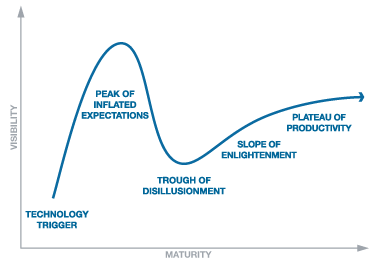 PEAK OF
INFLATED
EXPECTATIONS
PLATEAU OF
PRODUCTIVITY
SLOPE OF
ENLIGHTENMENT
TROUGH OF
DISILLUSIONMENT
TECHNOLOGY
TRIGGER
VISIBILITY
MATURITY